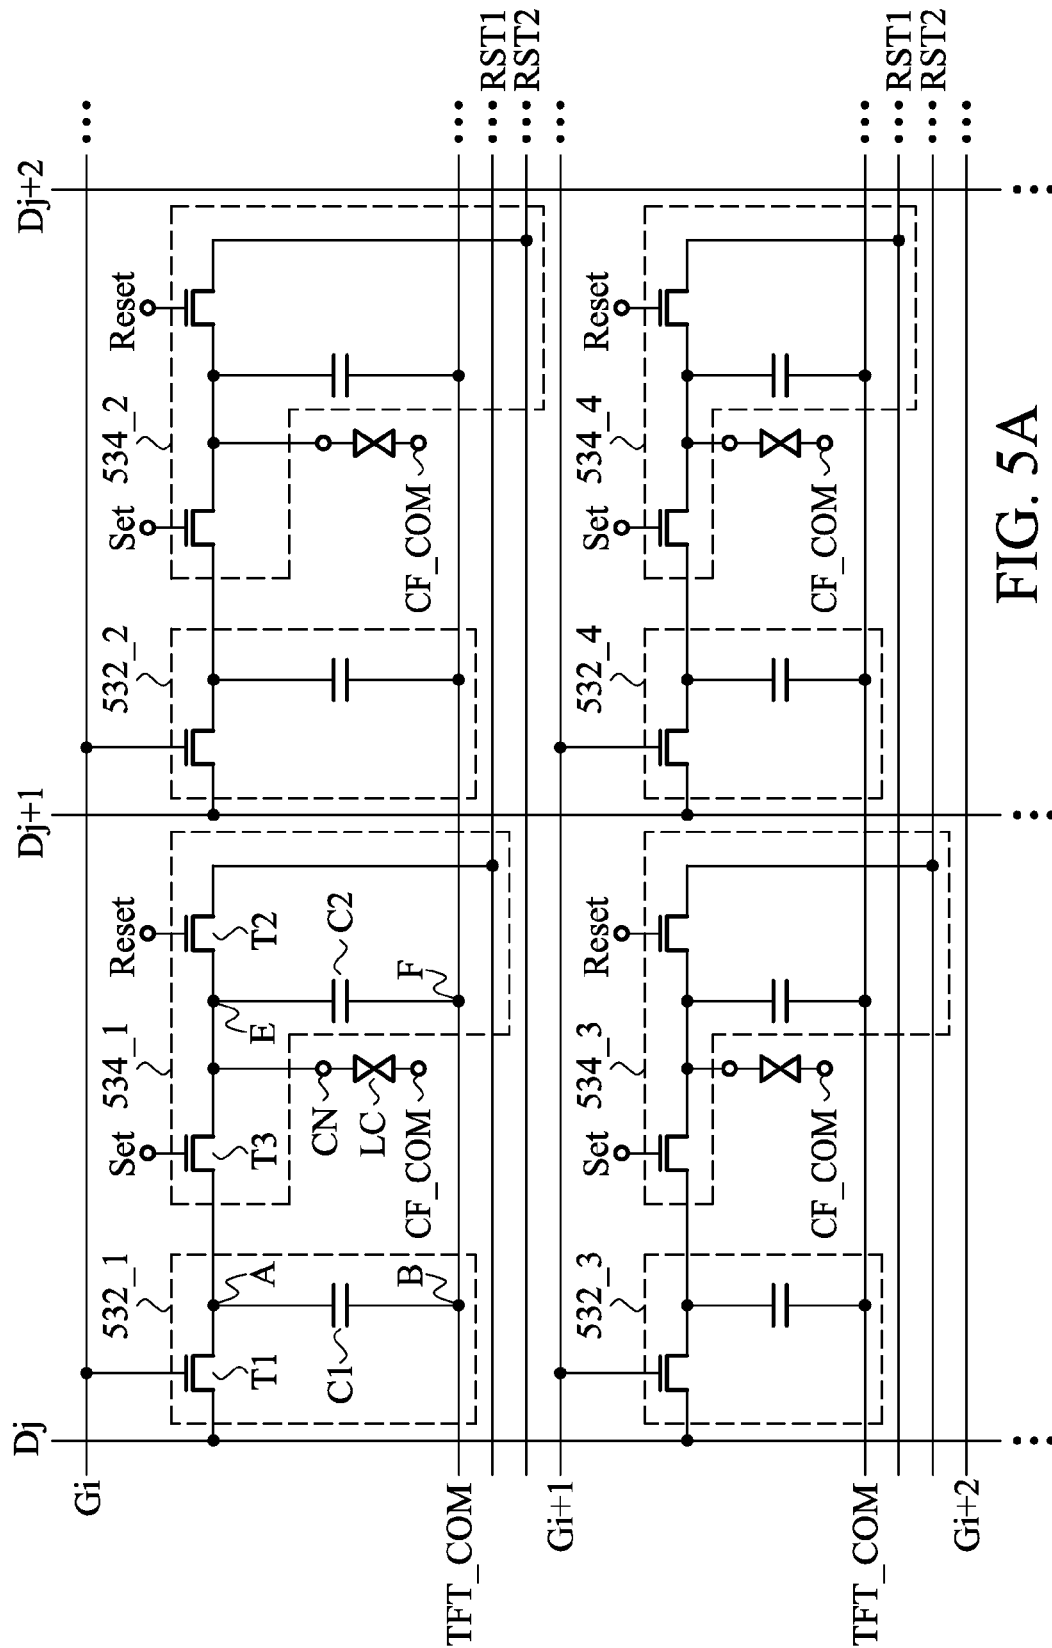 Dj
Dj+1
Dj+2
Gi
532_1
Set
534_1
Reset
532_2
Set
534_2
Reset
T1
A
T3
E
T2
C1
CN
LC
C2
B
CF_COM
F
CF_COM
TFT_COM
RST1
RST2
Gi+1
532_3
Set
534_3
Reset
532_4
Set
534_4
Reset
CF_COM
CF_COM
TFT_COM
RST1
RST2
Gi+2
FIG. 5A